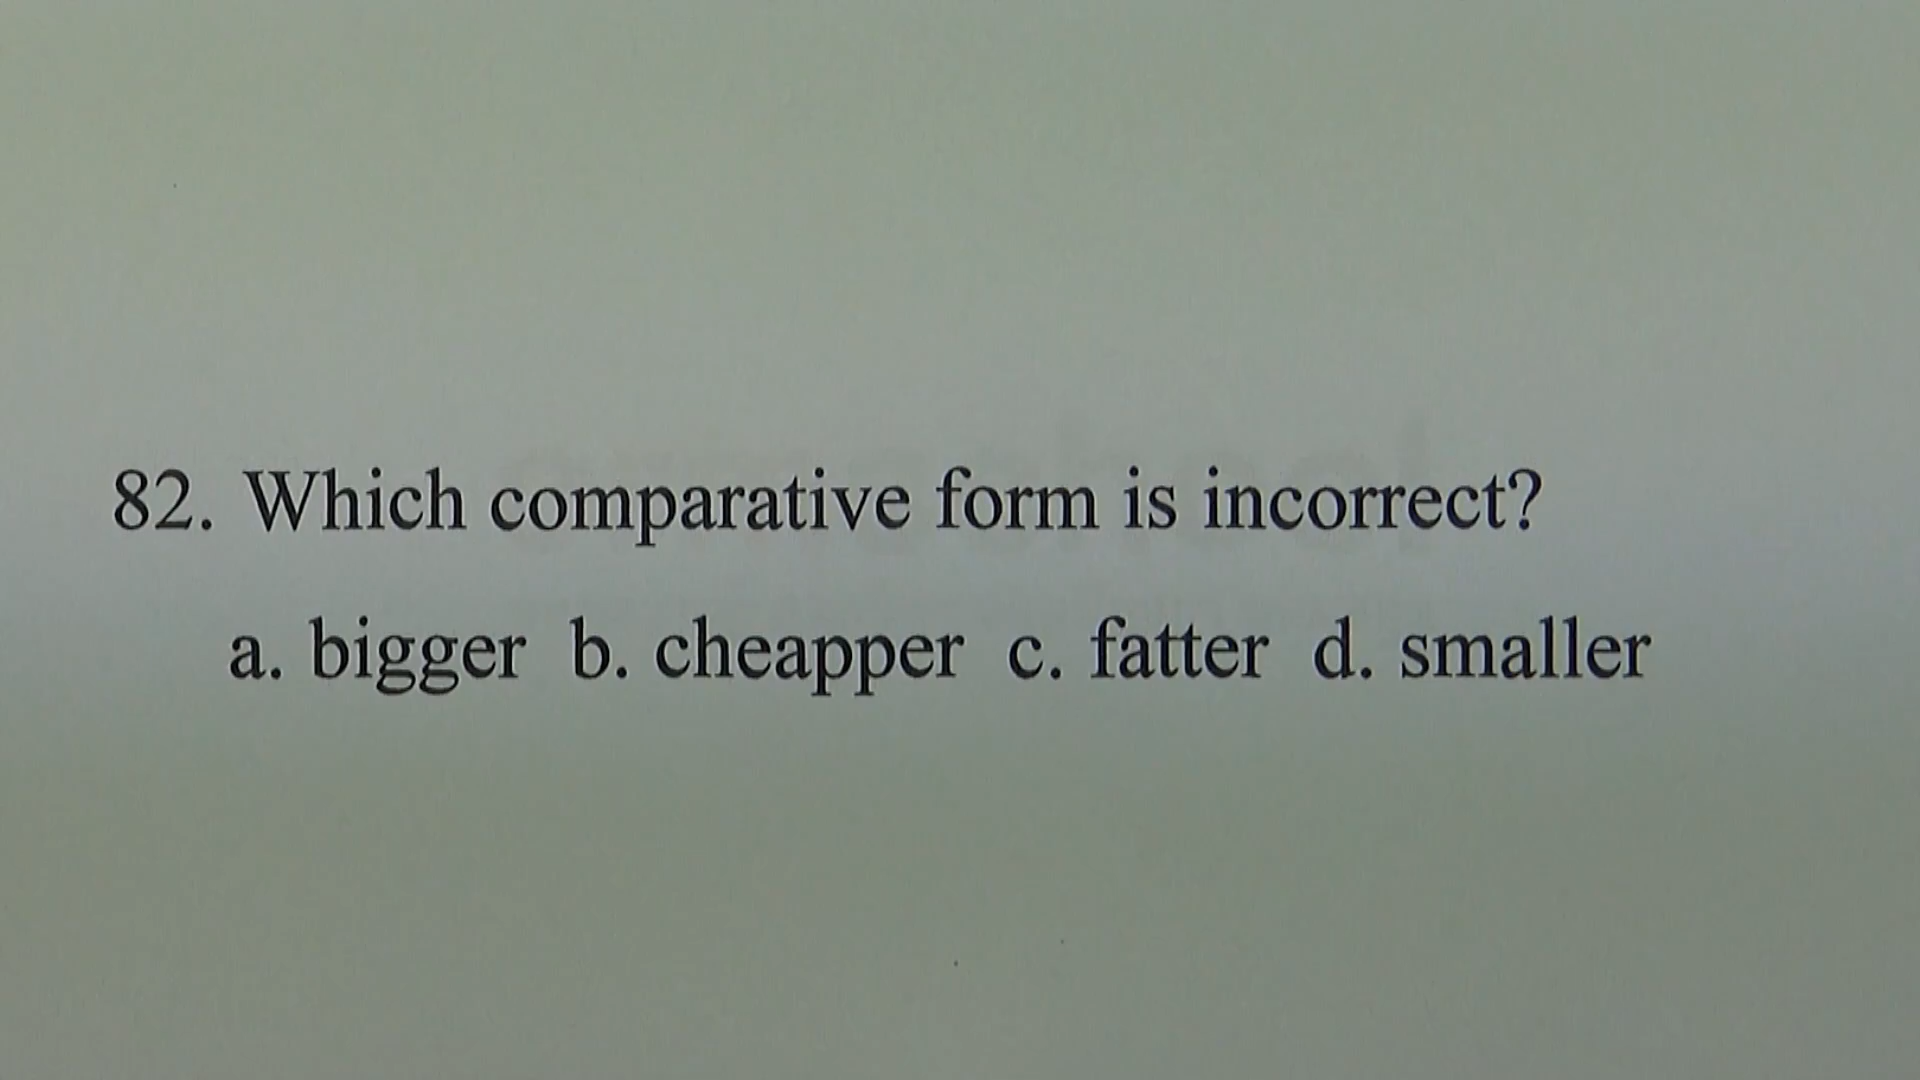 82. Which comparative form is incorrect?
a. bigger b. cheapper c. fatter d. smaller